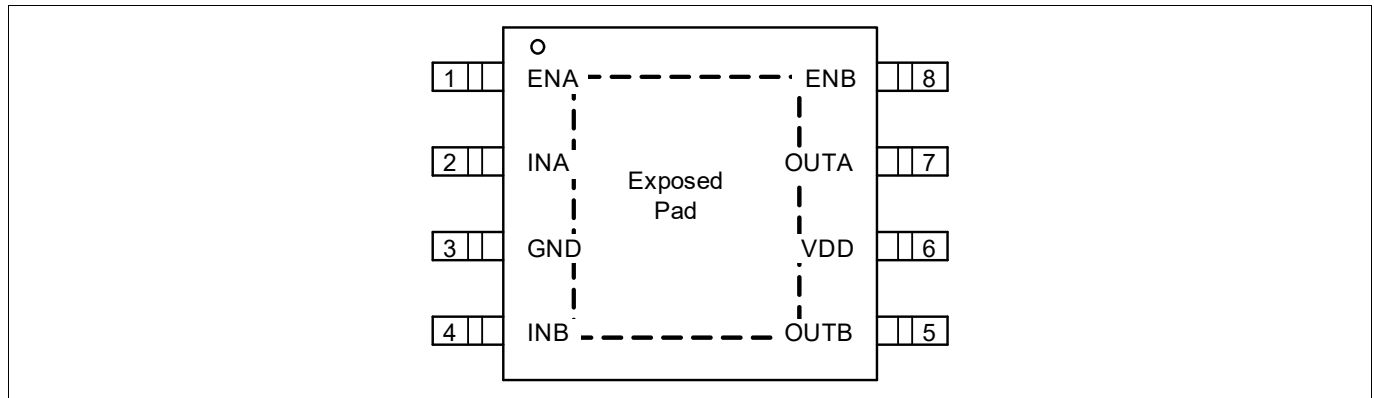 1 ENA ENB 8
2 INA OUTA 7
Exposed
Pad
3 GND VDD 6
4 INB OUTB 5